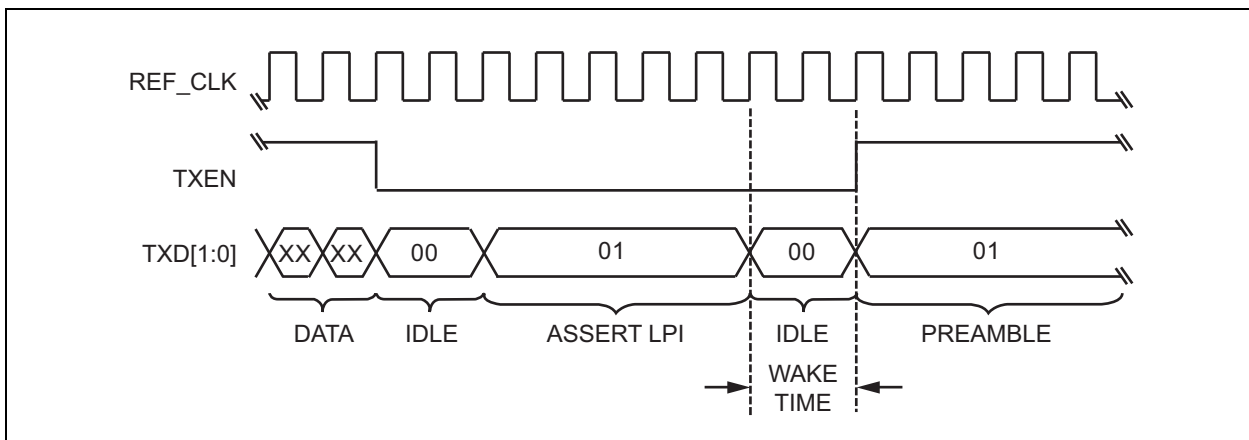 REF_CLK
TXEN
TXD[1:0] XX XX 00 01 00 01
DATA IDLE ASSERT LPI IDLE PREAMBLE
WAKE
TIME